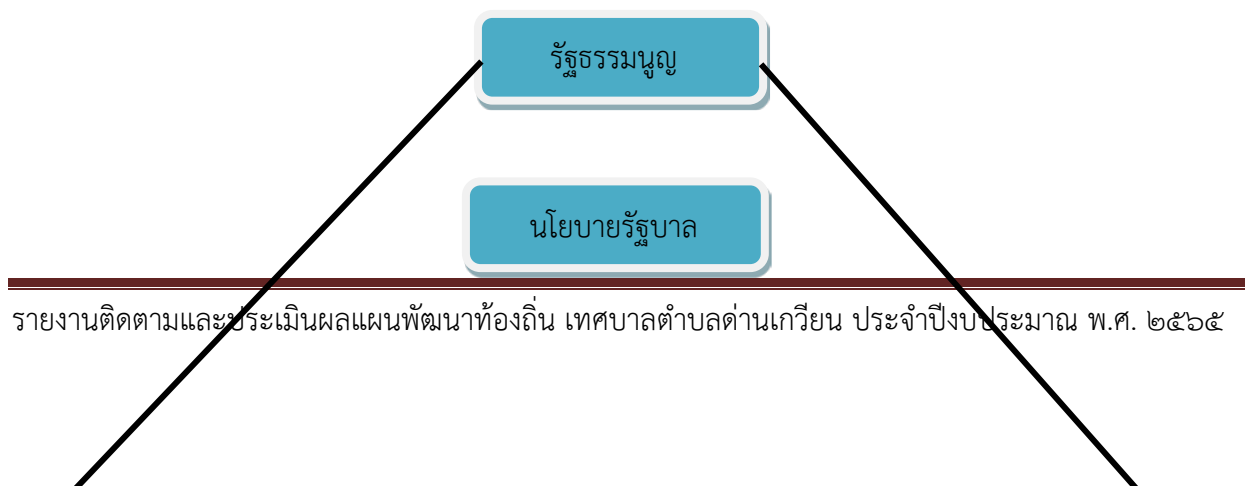 รัฐธรรมนูญ
นโยบายรัฐบาล
รายงานติดตามและประเมินผลแผนพัฒนาท้องถิ่น เทศบาลตำบลด่านเกวียน ประจำปีงบประมาณ พ.ศ. ๒๕๖๕